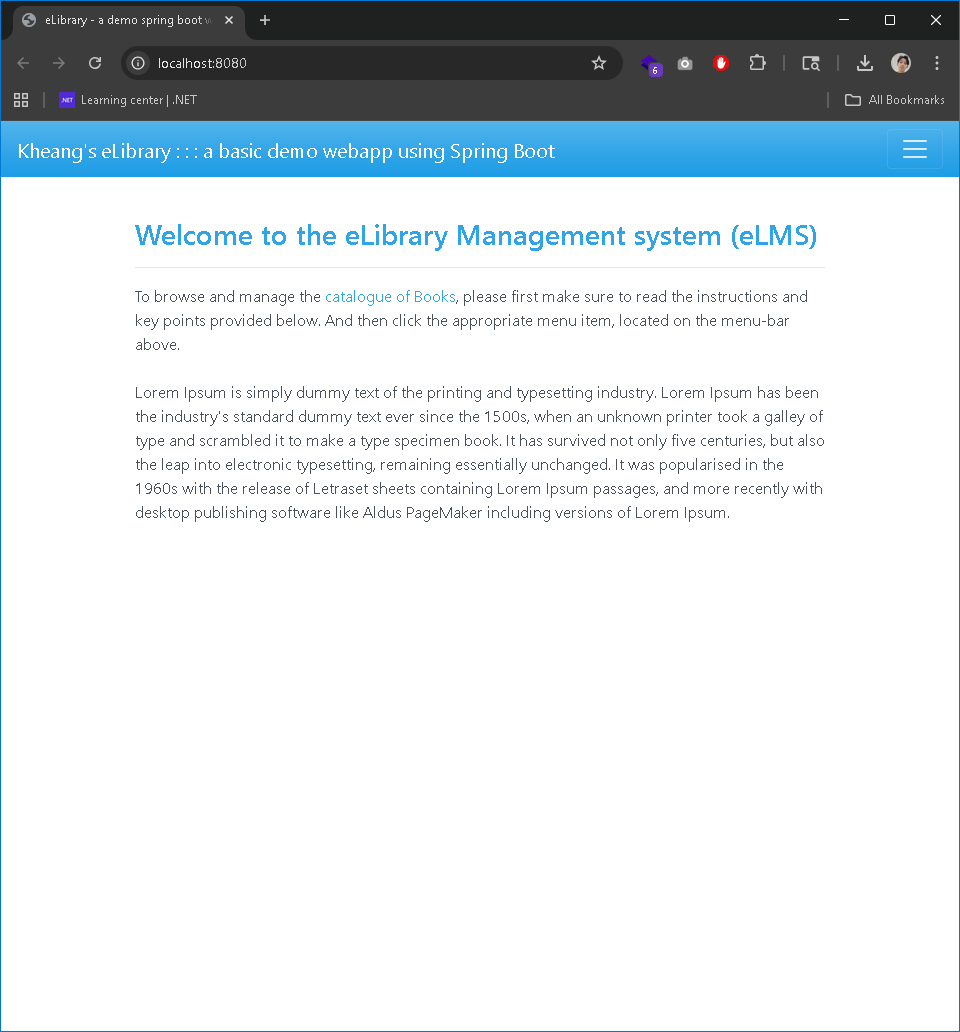 eLibrary - a demo spring boot
localhost:8080
6
.NET Learning center | .NET
All Bookmarks
Kheang's eLibrary : : : a basic demo webapp using Spring Boot
Welcome to the eLibrary Management system (eLMS)
To browse and manage the catalogue of Books, please first make sure to read the instructions and
key points provided below. And then click the appropriate menu item, located on the menu-bar
above.
Lorem Ipsum is simply dummy text of the printing and typesetting industry. Lorem Ipsum has been
the industry's standard dummy text ever since the 1500s, when an unknown printer took a galley of
type and scrambled it to make a type specimen book. It has survived not only five centuries, but also
the leap into electronic typesetting, remaining essentially unchanged. It was popularised in the
1960s with the release of Letraset sheets containing Lorem Ipsum passages, and more recently with
desktop publishing software like Aldus PageMaker including versions of Lorem Ipsum.